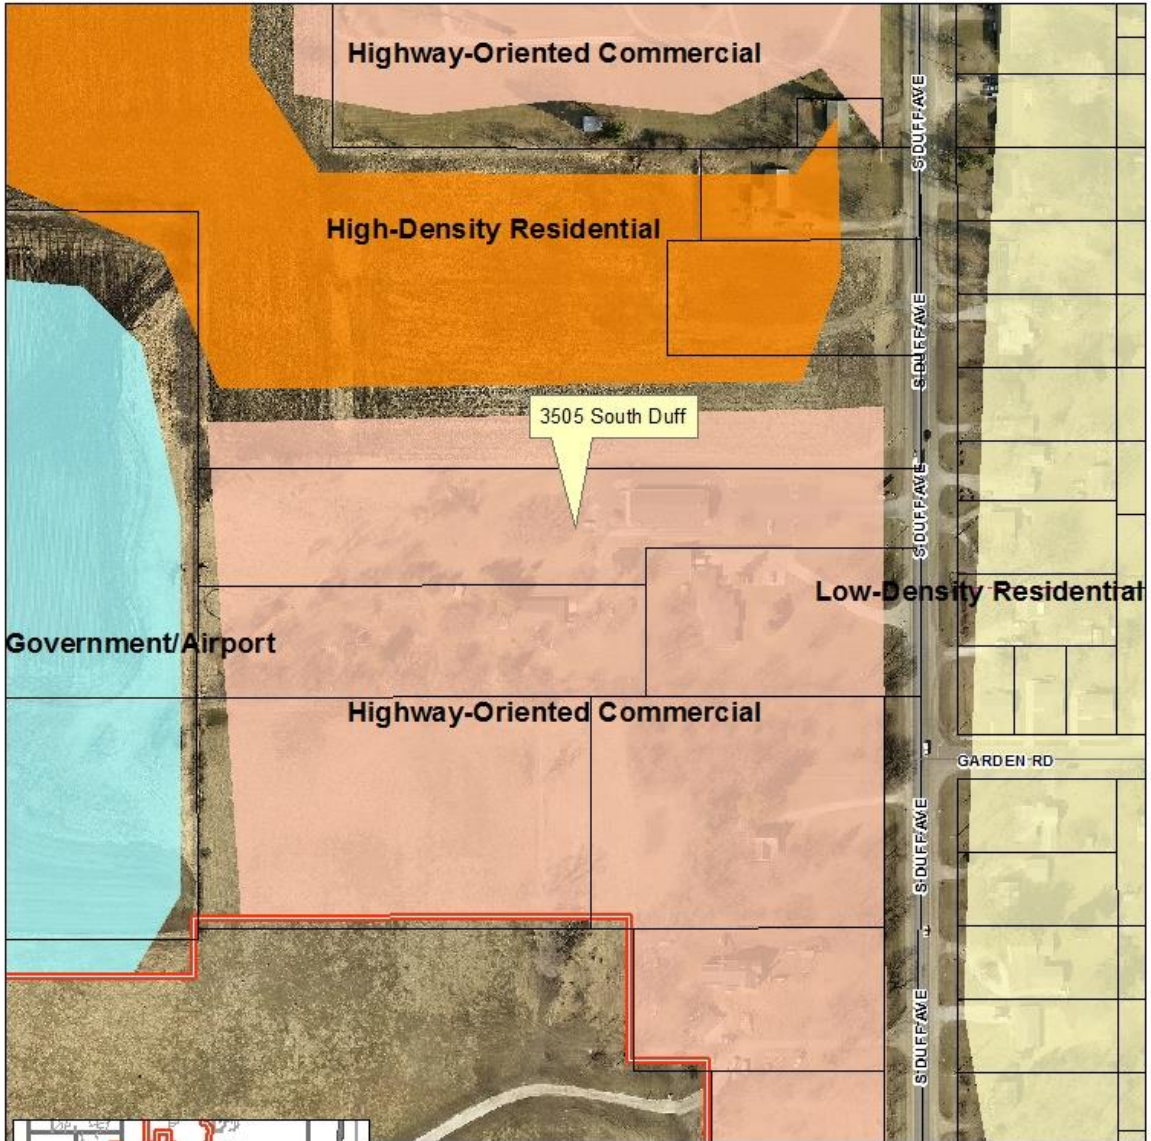 Highway-Oriented Commercial
S DUFF AVE
High-Density Residential
S DUFF AVE
3505 South Duff
S DUFF AVE
Low-Density Residential
Government/Airport
Highway-Oriented Commercial
GARDEN RD
S DUFF AVE
S DUFF AVE